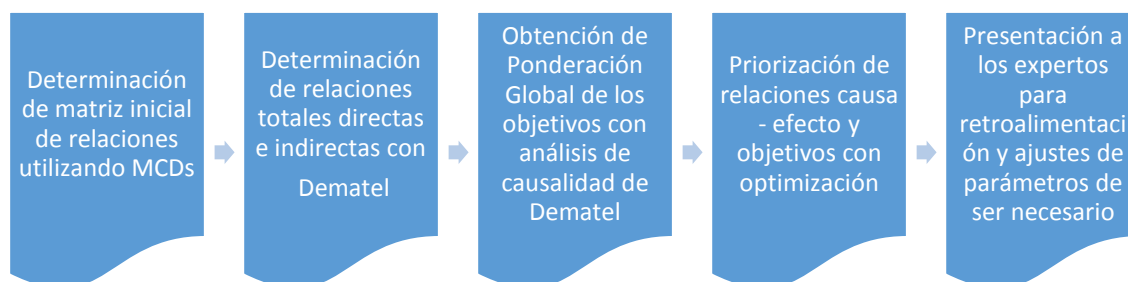 Determinación
de matriz inicial
de relaciones
utilizando MCDs
Determinación
de relaciones
totales directas
e indirectas con
Dematel
Obtención de
Ponderación
Global de los
objetivos con
análisis de
causalidad de
Dematel
Priorización de
relaciones causa
- efecto y
objetivos con
optimización
Presentación a
los expertos
para
retroalimentaci
ón y ajustes de
parámetros de
ser necesario